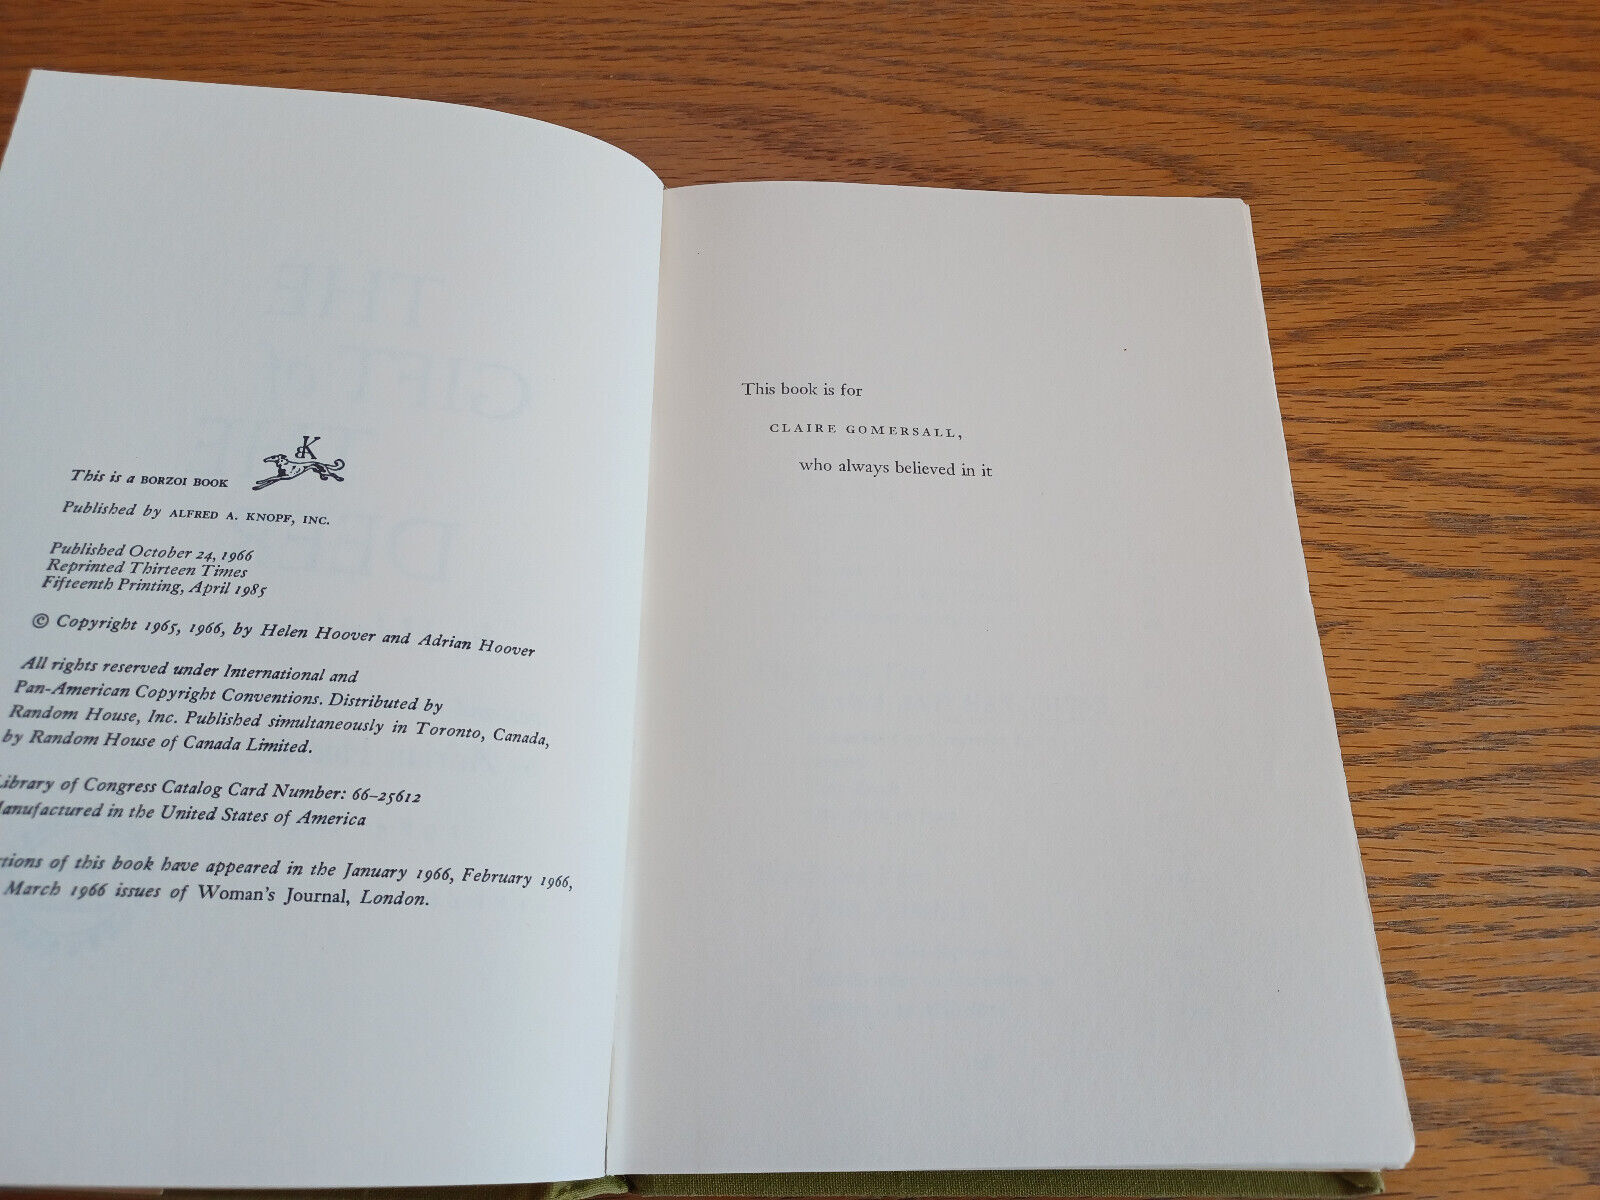 This is a BORZOI BOOK
Published by ALFRED A. KNOPF, INC.
Published October 24, 1966
Reprinted Thirteen Times
Fifteenth Printing, April 1985
© Copyright 1965, 1966, by Helen Hoover and Adrian Hoover
All rights reserved under International and
Pan-American Copyright Conventions. Distributed by
Random House, Inc. Published simultaneously in Toronto, Canada,
by Random House of Canada Limited.
Library of Congress Catalog Card Number: 66-25612
Manufactured in the United States of America
of this book have appeared in the January 1966, February 1966,
March 1966 issues of Woman's Journal, London.
This book is for
CLAIRE GOMERSALL,
who always believed in it